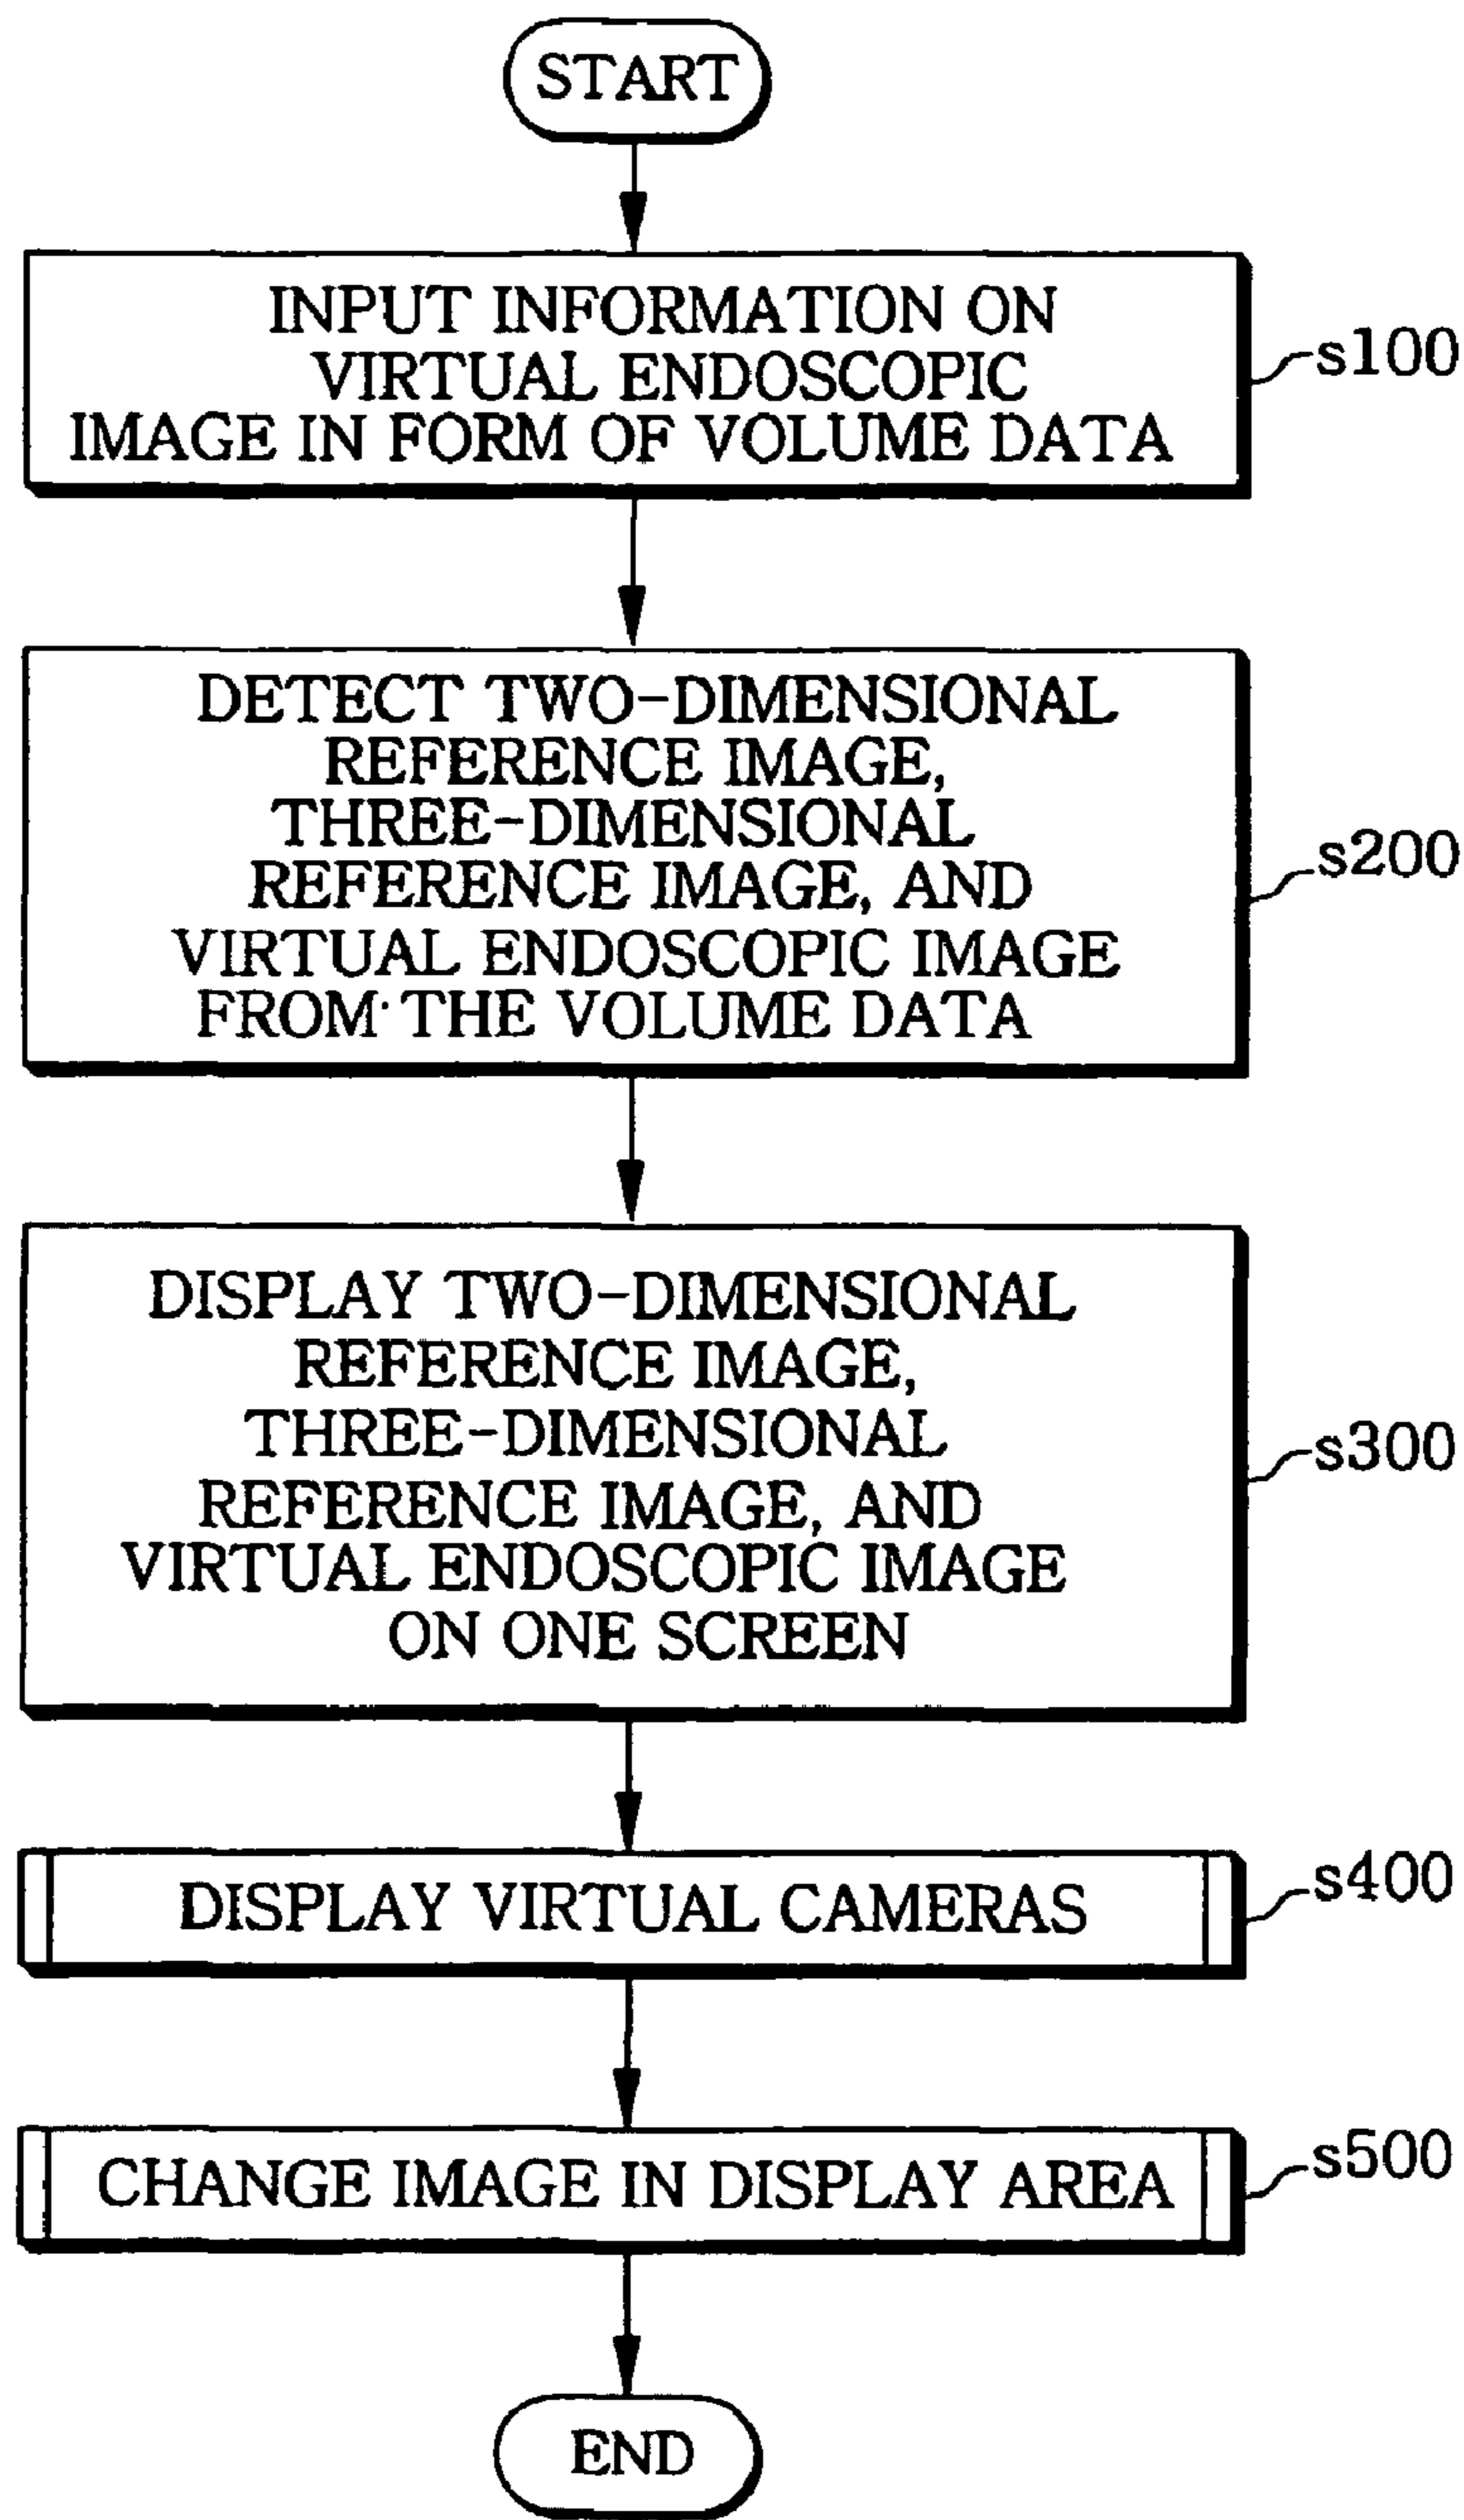 START
INPUT INFORMATION ON
VIRTUAL ENDOSCOPIC
IMAGE IN FORM OF VOLUME DATA
s100
DETECT TWO-DIMENSIONAL
REFERENCE IMAGE,
THREE-DIMENSIONAL
REFERENCE IMAGE, AND
VIRTUAL ENDOSCOPIC IMAGE
FROM THE VOLUME DATA
s200
DISPLAY TWO-DIMENSIONAL
REFERENCE IMAGE,
THREE-DIMENSIONAL
REFERENCE IMAGE, AND
VIRTUAL ENDOSCOPIC IMAGE
ON ONE SCREEN
s300
DISPLAY VIRTUAL CAMERAS
s400
CHANGE IMAGE IN DISPLAY AREA
s500
END